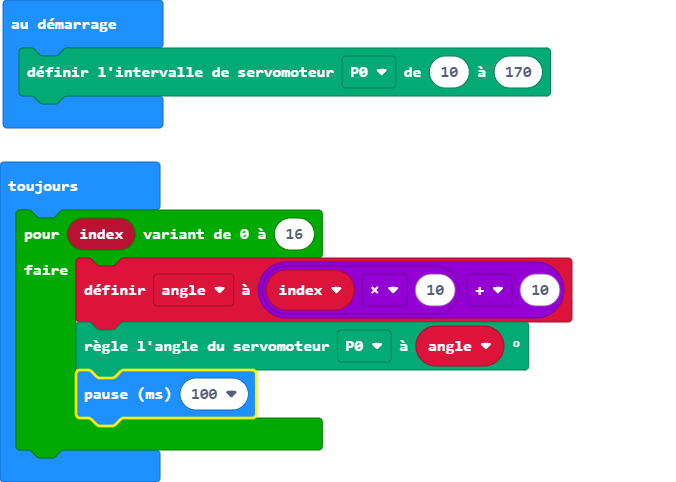 au démarrage
définir l'intervalle de servomoteur P0 de 10 à 170
toujours
pour index variant de 0 à 16
faire
définir angle à index × 10 + 10
règle l'angle du servomoteur P0 à angle °
pause (ms) 100